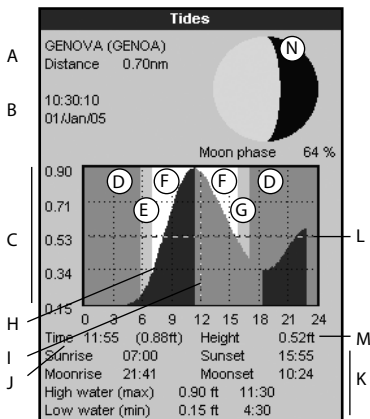 Tides
A GENOVA (GENOA) N
Distance 0.70nm
B 10:30:10
01/Jan/05
Moon phase 64 %
0.90 D F F D
0.71 E G
C 0.53 L
0.34
0.15
H 0 3 6 9 12 15 18 21 24
I Time 11:55 (0.88ft) Height 0.52ft M
J Sunrise 07:00 Sunset 15:55
Moonrise 21:41 Moonset 10:24 K
High water (max) 0.90 ft 11:30
Low water (min) 0.15 ft 4:30